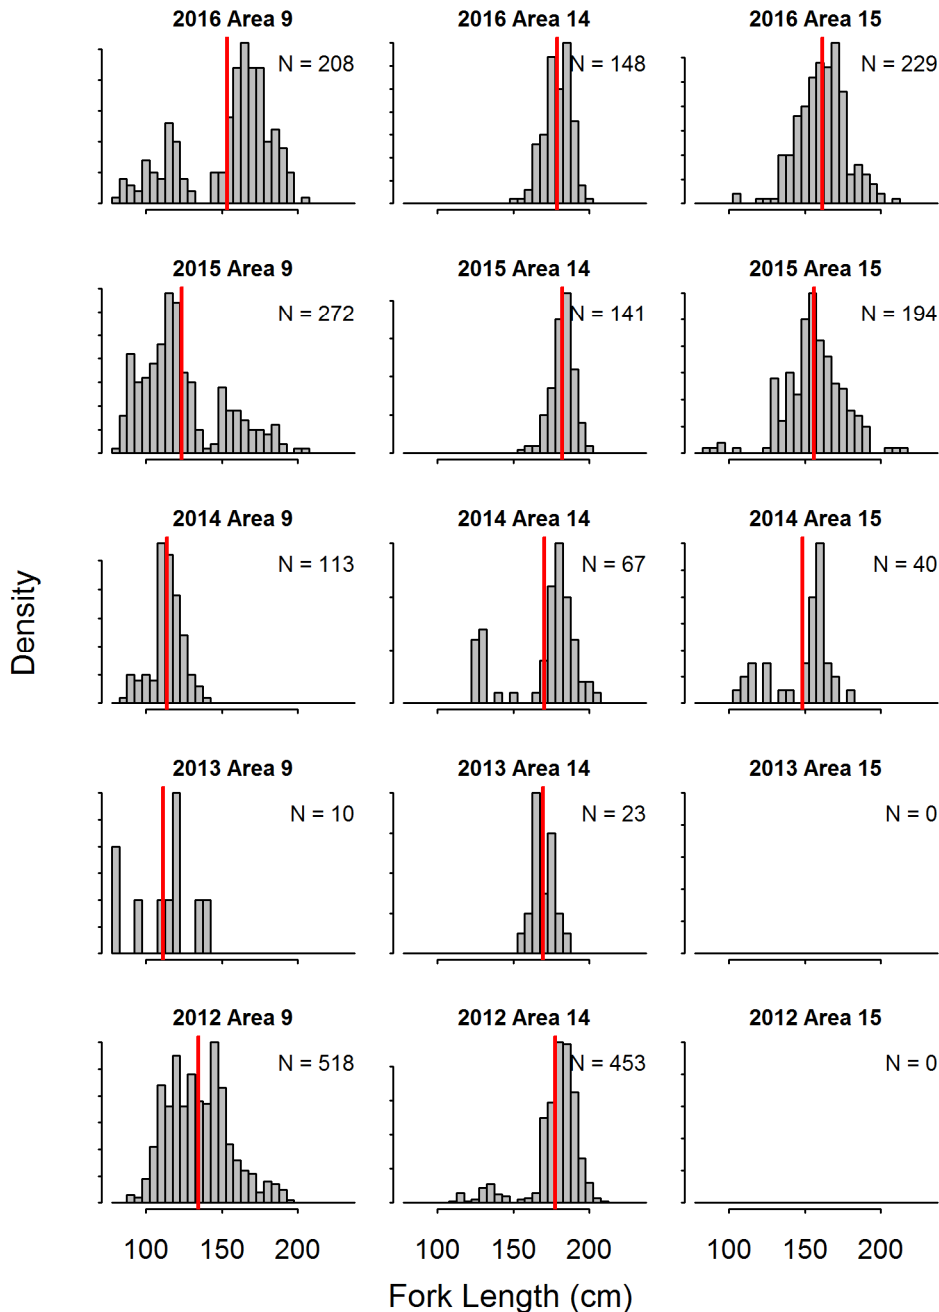 2016 Area 9
2016 Area 14
2016 Area 15
N = 208
N = 148
N = 229
2015 Area 9
2015 Area 14
2015 Area 15
N = 272
N = 141
N = 194
2014 Area 9
2014 Area 14
2014 Area 15
N = 113
N = 67
N = 40
Density
2013 Area 9
2013 Area 14
2013 Area 15
N = 10
N = 23
N = 0
2012 Area 9
2012 Area 14
2012 Area 15
N = 518
N = 453
N = 0
100 150 200
100 150 200
100 150 200
Fork Length (cm)